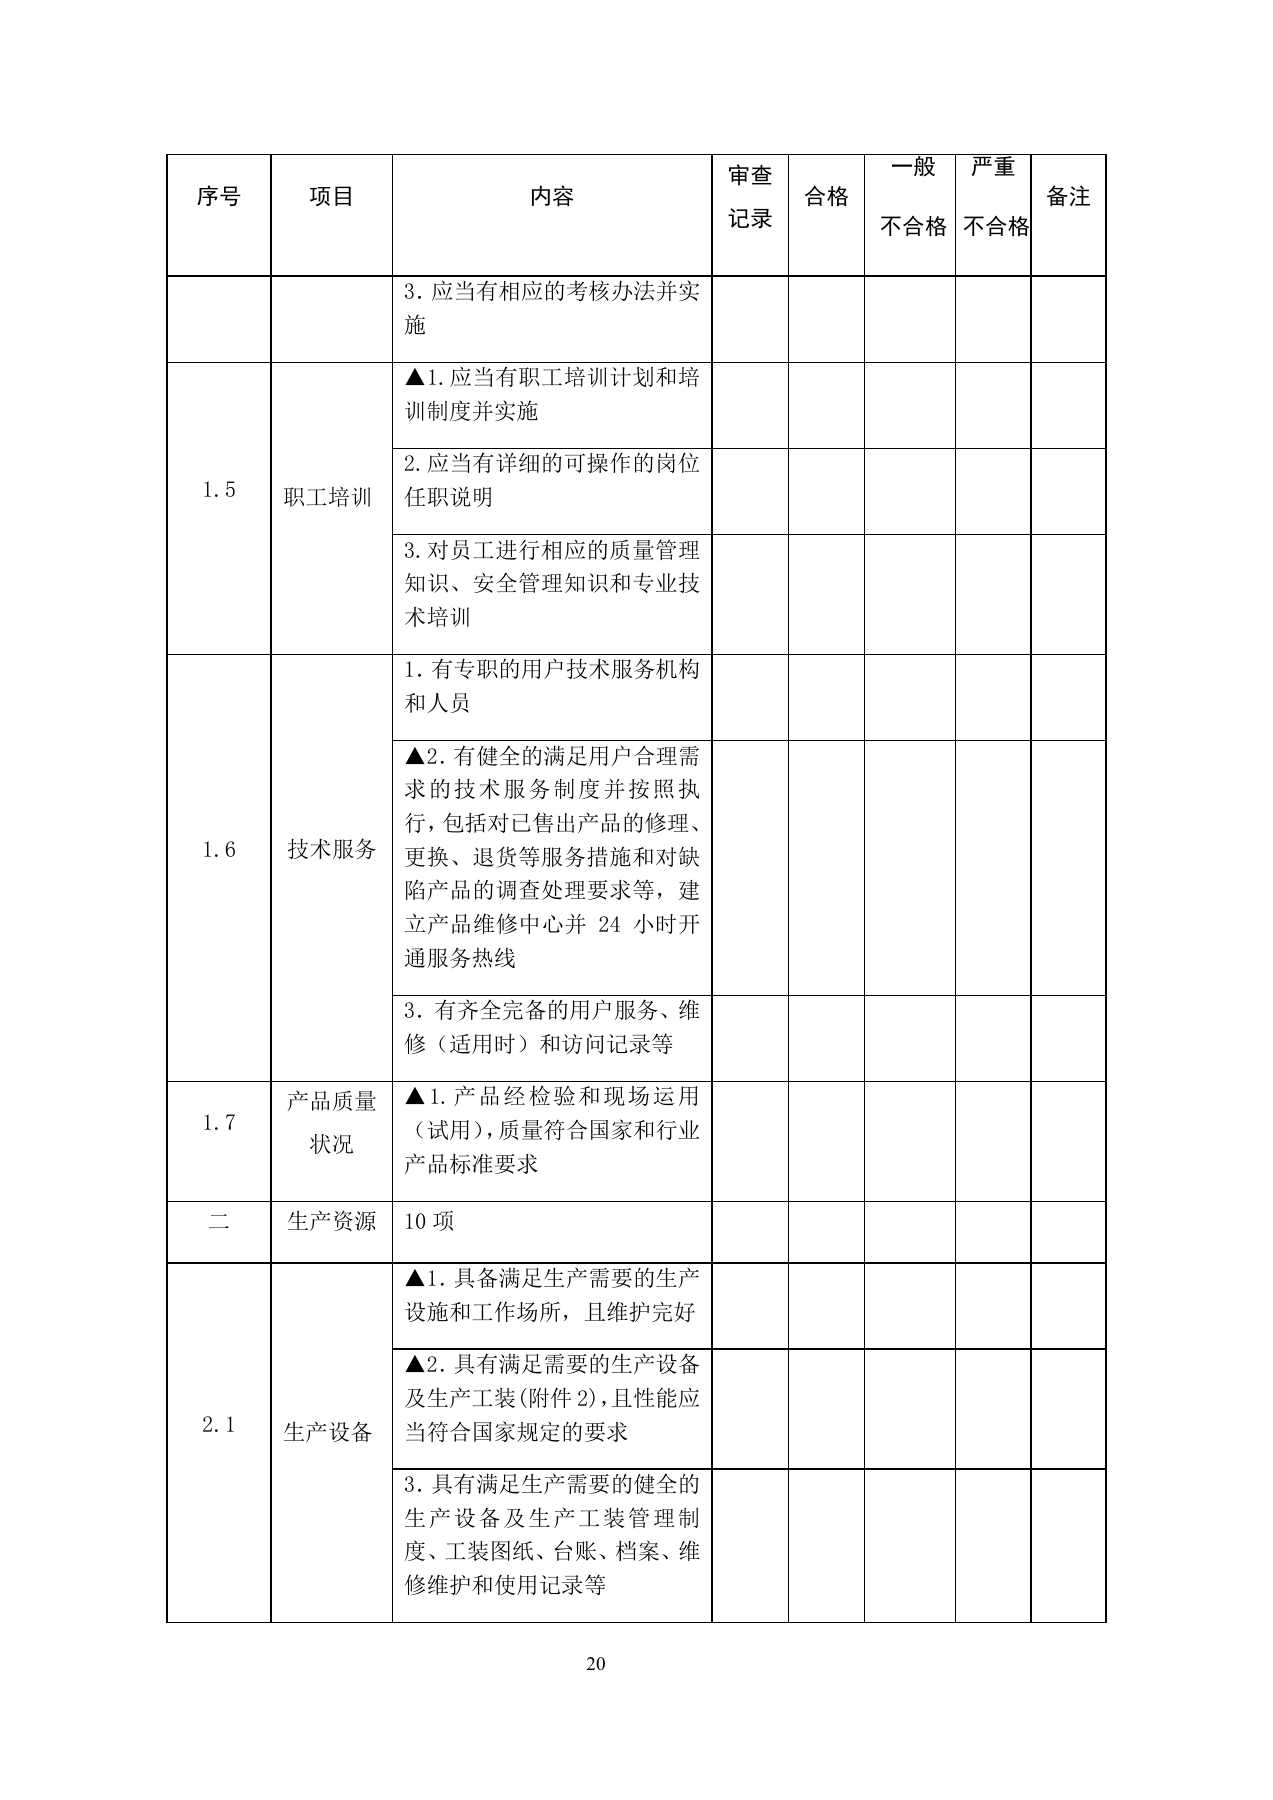 序号
项目
内容
审查
记录
合格
一般
不合格
严重
不合格
备注
3. 应当有相应的考核办法并实
施
1.5
职工培训
▲1.应当有职工培训计划和培
训制度并实施
2.应当有详细的可操作的岗位
任职说明
3.对员工进行相应的质量管理
知识、安全管理知识和专业技
术培训
1.6
技术服务
1. 有专职的用户技术服务机构
和人员
▲2. 有健全的满足用户合理需
求的技术服务制度并按照执
行，包括对已售出产品的修理、
更换、退货等服务措施和对缺
陷产品的调查处理要求等，建
立产品维修中心并 24 小时开
通服务热线
3. 有齐全完备的用户服务、维
修（适用时）和访问记录等
1.7
产品质量
状况
▲1.产品经检验和现场运用
（试用），质量符合国家和行业
产品标准要求
二
生产资源
10 项
2.1
生产设备
▲1. 具备满足生产需要的生产
设施和工作场所，且维护完好
▲2. 具有满足需要的生产设备
及生产工装(附件 2)，且性能应
当符合国家规定的要求
3. 具有满足生产需要的健全的
生产设备及生产工装管理制
度、工装图纸、台账、档案、维
修维护和使用记录等
20